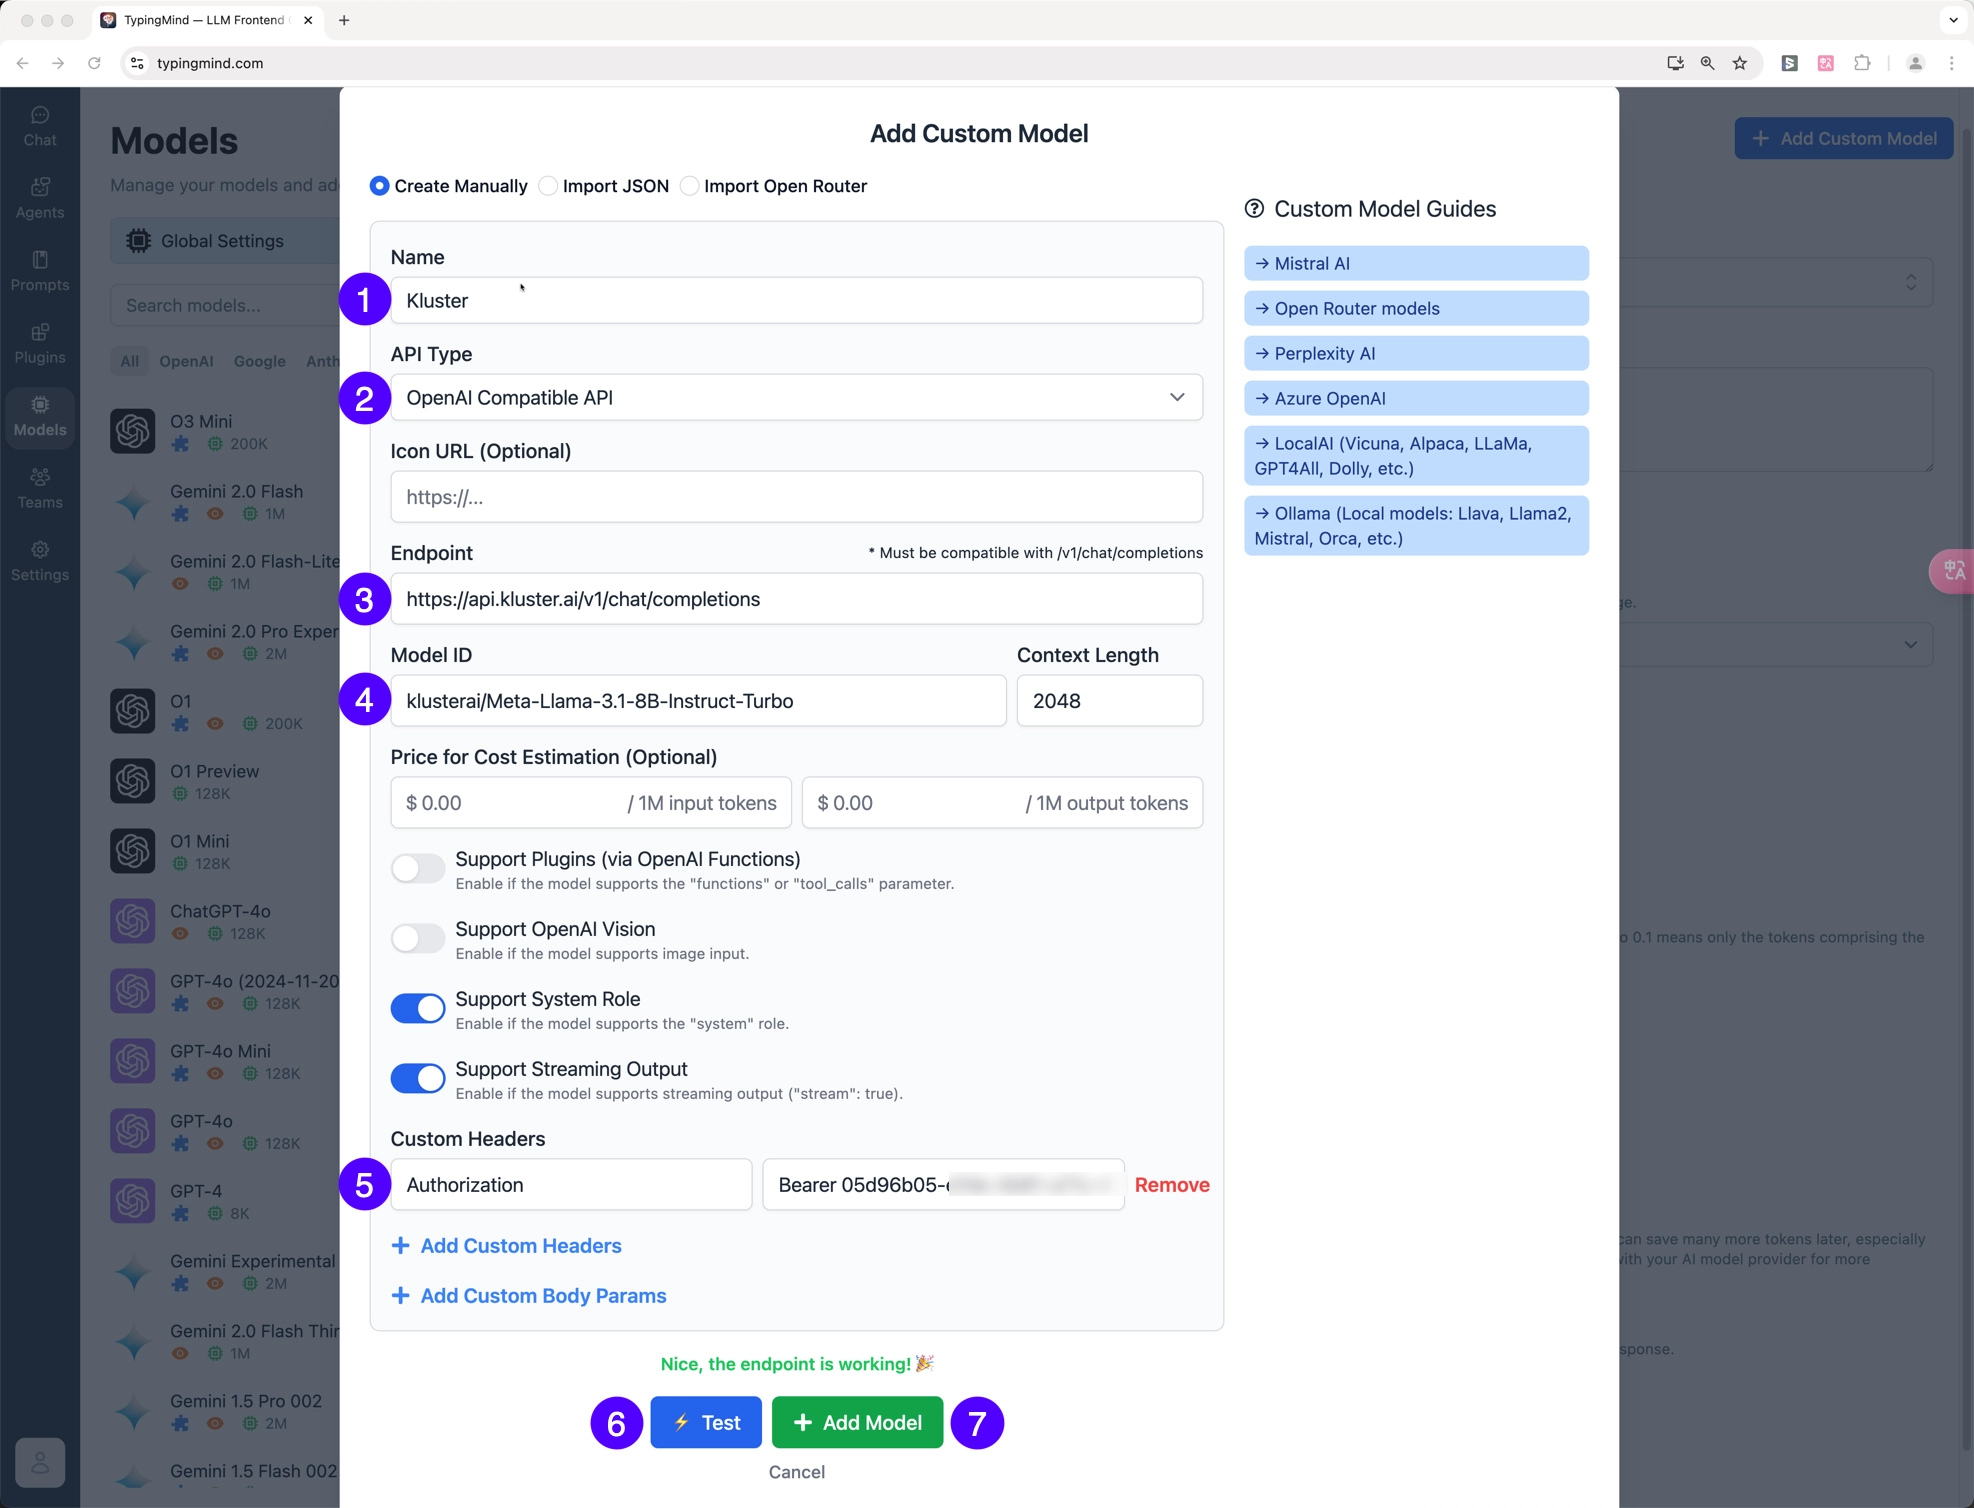 TypingMind — LLM Frontend
typingmind.com
Chat
Agents
Prompts
Plugins
Models
Teams
Settings
Models
Manage your models and
Global Settings
Search models...
All OpenAI Google Anth
O3 Mini
200K
Gemini 2.0 Flash
1M
Gemini 2.0 Flash-Lite
1M
Gemini 2.0 Pro Exper
2M
O1
200K
O1 Preview
128K
O1 Mini
128K
ChatGPT-4o
128K
GPT-4o (2024-11-20
128K
GPT-4o Mini
128K
GPT-4o
128K
GPT-4
8K
Gemini Experimental
2M
Gemini 2.0 Flash Thin
1M
Gemini 1.5 Pro 002
2M
Gemini 1.5 Flash 002
Add Custom Model
Create Manually Import JSON Import Open Router
Name
1 Kluster
API Type
2 OpenAI Compatible API
Icon URL (Optional)
https://...
Endpoint * Must be compatible with /v1/chat/completions
3 https://api.kluster.ai/v1/chat/completions
Model ID Context Length
4 klusterai/Meta-Llama-3.1-8B-Instruct-Turbo 2048
Price for Cost Estimation (Optional)
$ 0.00 / 1M input tokens $ 0.00 / 1M output tokens
Support Plugins (via OpenAI Functions)
Enable if the model supports the "functions" or "tool_calls" parameter.
Support OpenAI Vision
Enable if the model supports image input.
Support System Role
Enable if the model supports the "system" role.
Support Streaming Output
Enable if the model supports streaming output ("stream": true).
Custom Headers
5 Authorization Bearer 05d96b05- Remove
Add Custom Headers
Add Custom Body Params
Nice, the endpoint is working! 🎉
6 ⚡ Test + Add Model 7
Cancel
Custom Model Guides
→ Mistral AI
→ Open Router models
→ Perplexity AI
→ Azure OpenAI
→ LocalAI (Vicuna, Alpaca, LLaMa,
GPT4All, Dolly, etc.)
→ Ollama (Local models: Llava, Llama2,
Mistral, Orca, etc.)
+ Add Custom Model
ge.
o 0.1 means only the tokens comprising the
can save many more tokens later, especially
with your AI model provider for more
sponse.